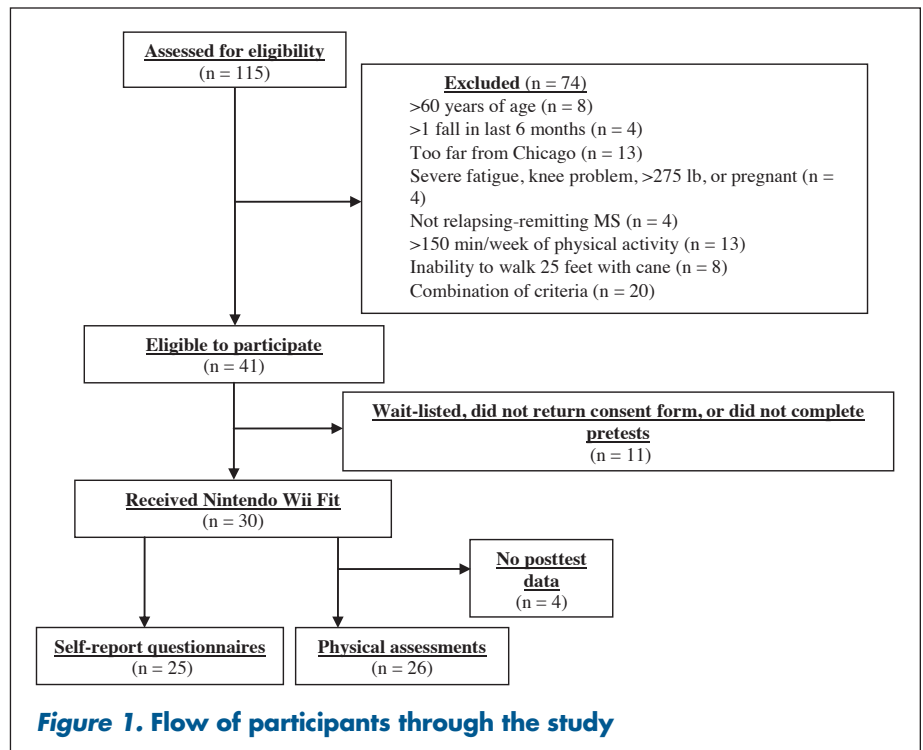 Assessed for eligibility
(n = 115)
Excluded (n = 74)
>60 years of age (n = 8)
>1 fall in last 6 months (n = 4)
Too far from Chicago (n = 13)
Severe fatigue, knee problem, >275 lb, or pregnant (n =
4)
Not relapsing-remitting MS (n = 4)
>150 min/week of physical activity (n = 13)
Inability to walk 25 feet with cane (n = 8)
Combination of criteria (n = 20)
Eligible to participate
(n = 41)
Wait-listed, did not return consent form, or did not complete
pretests
(n = 11)
Received Nintendo Wii Fit
(n = 30)
No posttest
data
(n = 4)
Self-report questionnaires
(n = 25)
Physical assessments
(n = 26)
Figure 1. Flow of participants through the study